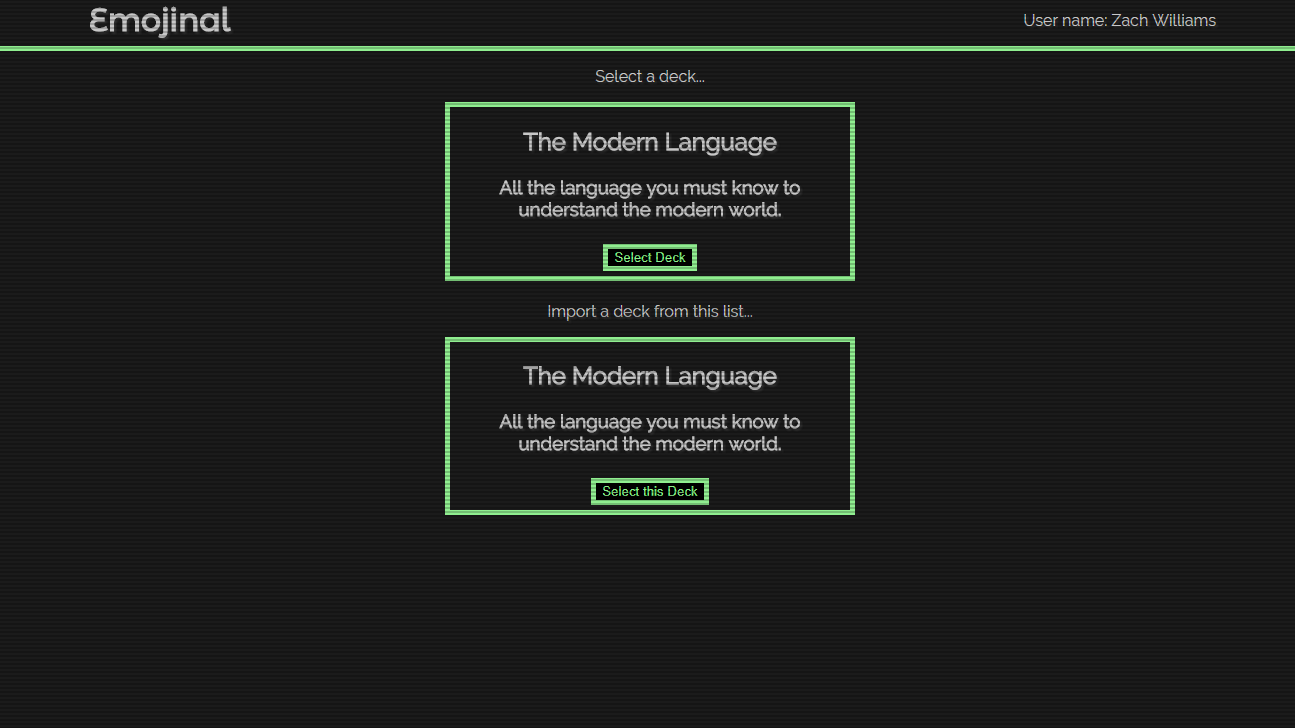 Emojinal
User name: Zach Williams
Select a deck...
The Modern Language
All the language you must know to
understand the modern world.
Select Deck
Import a deck from this list...
The Modern Language
All the language you must know to
understand the modern world.
Select this Deck